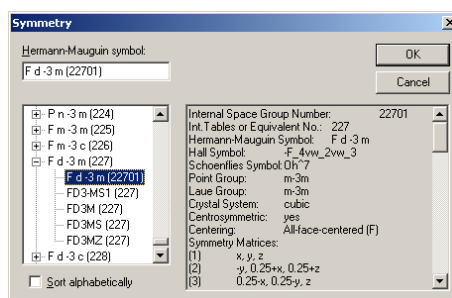 Symmetry
Hermann-Mauguin symbol:
F d -3 m (22701)
OK
Cancel
P n -3 m (224)
F m -3 m (225)
F m -3 c (226)
F d -3 m (227)
F d -3 m (22701)
FD3-MS1 (227)
FD3M (227)
FD3MS (227)
FD3MZ (227)
F d -3 c (228)
Sort alphabetically
Internal Space Group Number: 22701
Int.Tables or Equivalent No.: 227
Hermann-Mauguin Symbol: F d -3 m
Hall Symbol: -F_4vw_2vw_3
Schoenflies Symbol: Oh^7
Point Group: m-3m
Laue Group: m-3m
Crystal System: cubic
Centrosymmetric: yes
Centering: All-face-centered (F)
Symmetry Matrices:
(1) x, y, z
(2) -y, 0.25+x, 0.25+z
(3) 0.25-x, 0.25-y, z